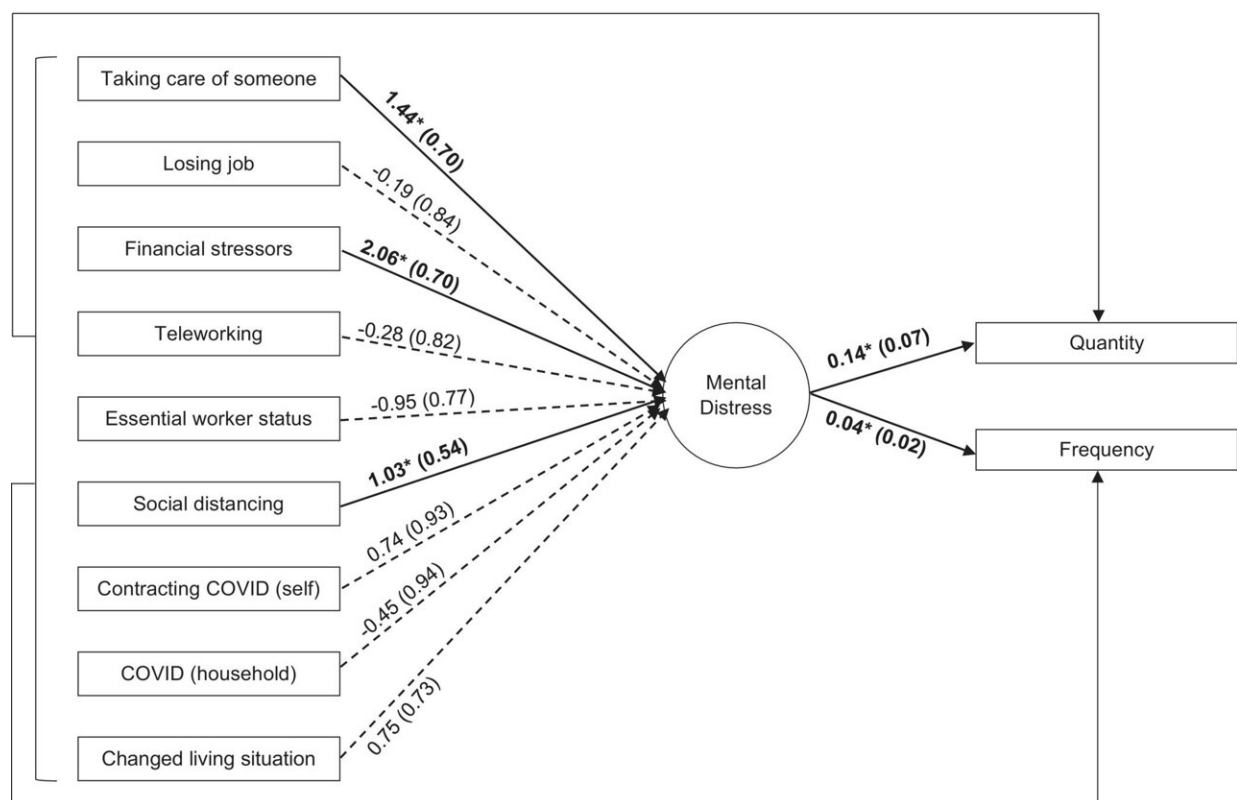 Taking care of someone
1.44* (0.70)
Losing job
-0.19 (0.84)
Financial stressors
2.06* (0.70)
Teleworking
-0.28 (0.82)
Essential worker status
-0.95 (0.77)
Social distancing
1.03* (0.54)
Contracting COVID (self)
0.74 (0.93)
COVID (household)
-0.45 (0.94)
Changed living situation
0.75 (0.73)
Mental
Distress
0.14* (0.07)
Quantity
0.04* (0.02)
Frequency